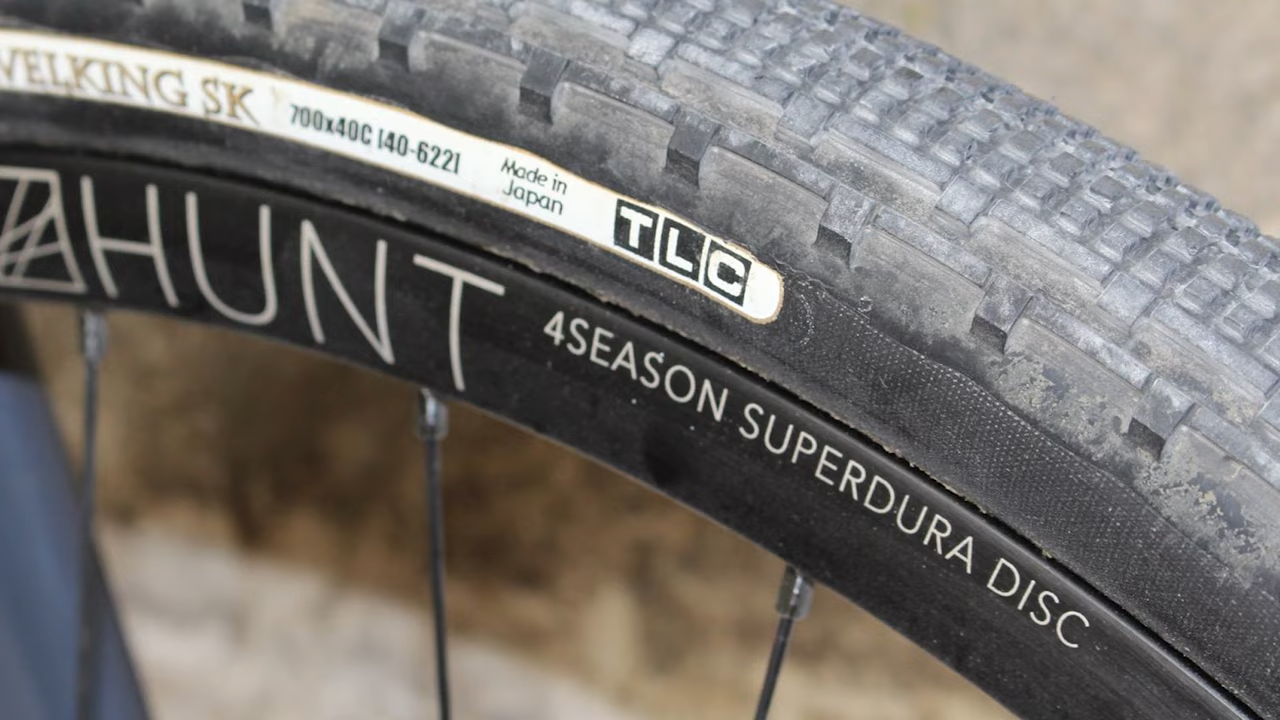 VELKING SK 700x40C [40-622] Made in
Japan
TLC
HUNT 4SEASON SUPERDURA DISC